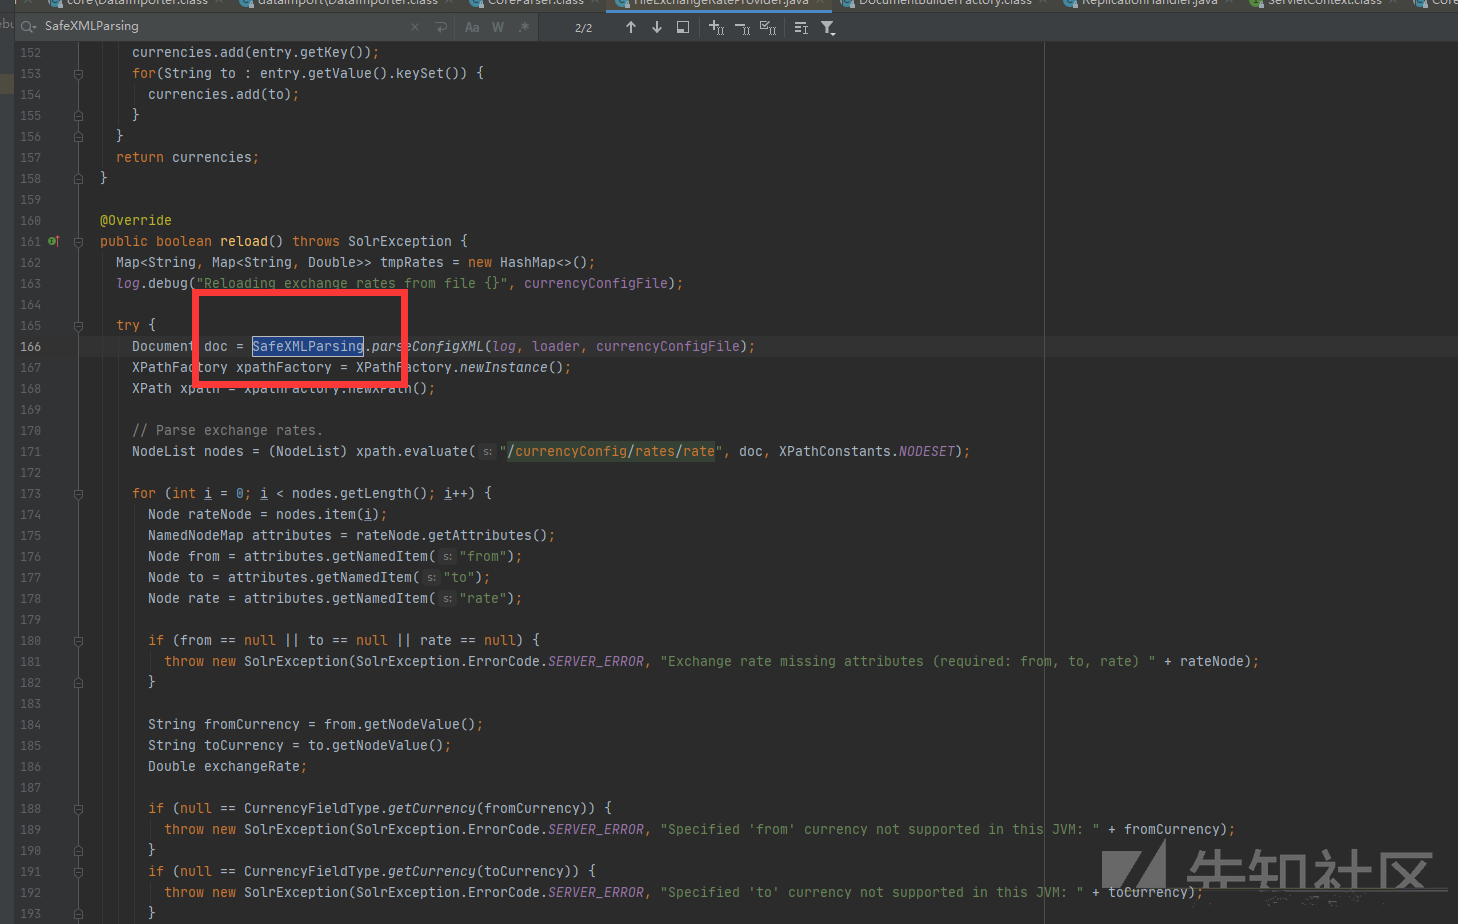 core\DataImporter.class dataimport\DataImporter.class CoreParser.class FileExchangeRateProvider.java DocumentBuilderFactory.class ReplicationHandler.java ServletContext.class
SafeXMLParsing Aa W .* 2/2
152 currencies.add(entry.getKey());
153 for(String to : entry.getValue().keySet()) {
154 currencies.add(to);
155 }
156 }
157 return currencies;
158 }
159
160 @Override
161 public boolean reload() throws SolrException {
162 Map<String, Map<String, Double>> tmpRates = new HashMap<>();
163 log.debug("Reloading exchange rates from file {}", currencyConfigFile);
164
165 try {
166 Document doc = SafeXMLParsing.parseConfigXML(log, loader, currencyConfigFile);
167 XPathFactory xpathFactory = XPathFactory.newInstance();
168 XPath xpath = xpathFactory.newXPath();
169
170 // Parse exchange rates.
171 NodeList nodes = (NodeList) xpath.evaluate( s: "/currencyConfig/rates/rate", doc, XPathConstants.NODESET);
172
173 for (int i = 0; i < nodes.getLength(); i++) {
174 Node rateNode = nodes.item(i);
175 NamedNodeMap attributes = rateNode.getAttributes();
176 Node from = attributes.getNamedItem( s: "from");
177 Node to = attributes.getNamedItem( s: "to");
178 Node rate = attributes.getNamedItem( s: "rate");
179
180 if (from == null || to == null || rate == null) {
181 throw new SolrException(SolrException.ErrorCode.SERVER_ERROR, "Exchange rate missing attributes (required: from, to, rate) " + rateNode);
182 }
183
184 String fromCurrency = from.getNodeValue();
185 String toCurrency = to.getNodeValue();
186 Double exchangeRate;
187
188 if (null == CurrencyFieldType.getCurrency(fromCurrency)) {
189 throw new SolrException(SolrException.ErrorCode.SERVER_ERROR, "Specified 'from' currency not supported in this JVM: " + fromCurrency);
190 }
191 if (null == CurrencyFieldType.getCurrency(toCurrency)) {
192 throw new SolrException(SolrException.ErrorCode.SERVER_ERROR, "Specified 'to' currency not supported in this JVM: " + toCurrency);
193 }
先知社区